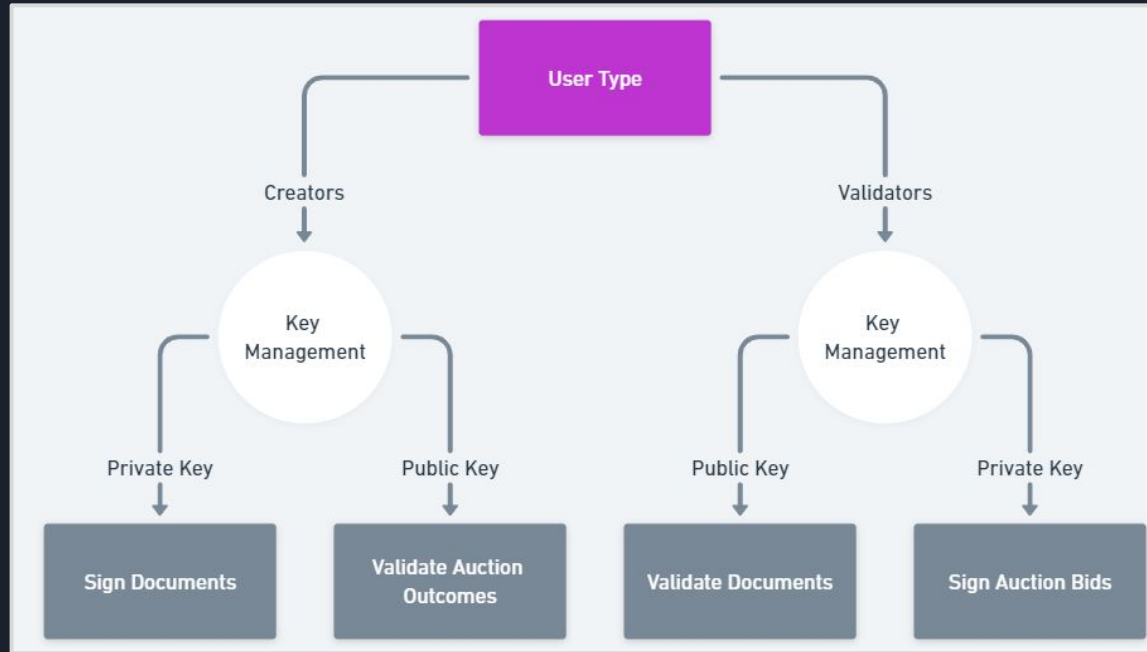 User Type
Creators
Validators
Key
Management
Key
Management
Private Key
Public Key
Public Key
Private Key
Sign Documents
Validate Auction
Outcomes
Validate Documents
Sign Auction Bids